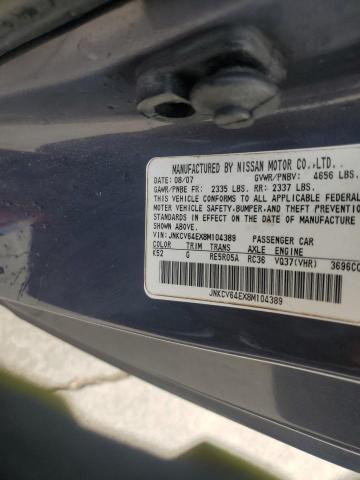 MANUFACTURED BY NISSAN MOTOR CO.,LTD.
DATE: 08/07 GVWR/PNBV: 4656 LBS.
GAWR/PNBE FR: 2335 LBS. RR: 2337 LBS.
THIS VEHICLE CONFORMS TO ALL APPLICABLE
MOTOR VEHICLE SAFETY, BUMPER, AND THEFT
STANDARDS IN EFFECT ON THE DATE OF MANUFACTURE
SHOWN ABOVE.
VIN: JNKCV64EX8M104389 PASSENGER CAR
COLOR TRIM TRANS AXLE ENGINE
K52 G RE5R05A RC36 VQ37(VHR) 3696CC
JNKCV64EX8M104389